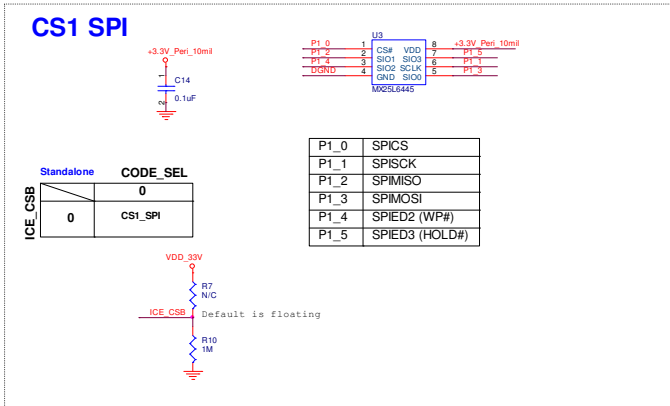 CS1 SPI
+3.3V_Peri_10mil
1
C14
0.1uF
2
U3
P1_0 1 CS# VDD 8 +3.3V_Peri_10mil
P1_2 2 SIO1 SIO3 7 P1_5
P1_4 3 SIO2 SCLK 6 P1_1
DGND 4 GND SIO0 5 P1_3
MX25L6445
P1_0 SPICS
P1_1 SPISCK
P1_2 SPIMISO
P1_3 SPIMOSI
P1_4 SPIED2 (WP#)
P1_5 SPIED3 (HOLD#)
Standalone CODE_SEL
0
ICE_CSB
0 CS1_SPI
VDD_33V
R7
N/C
ICE_CSB Default is floating
R10
1M